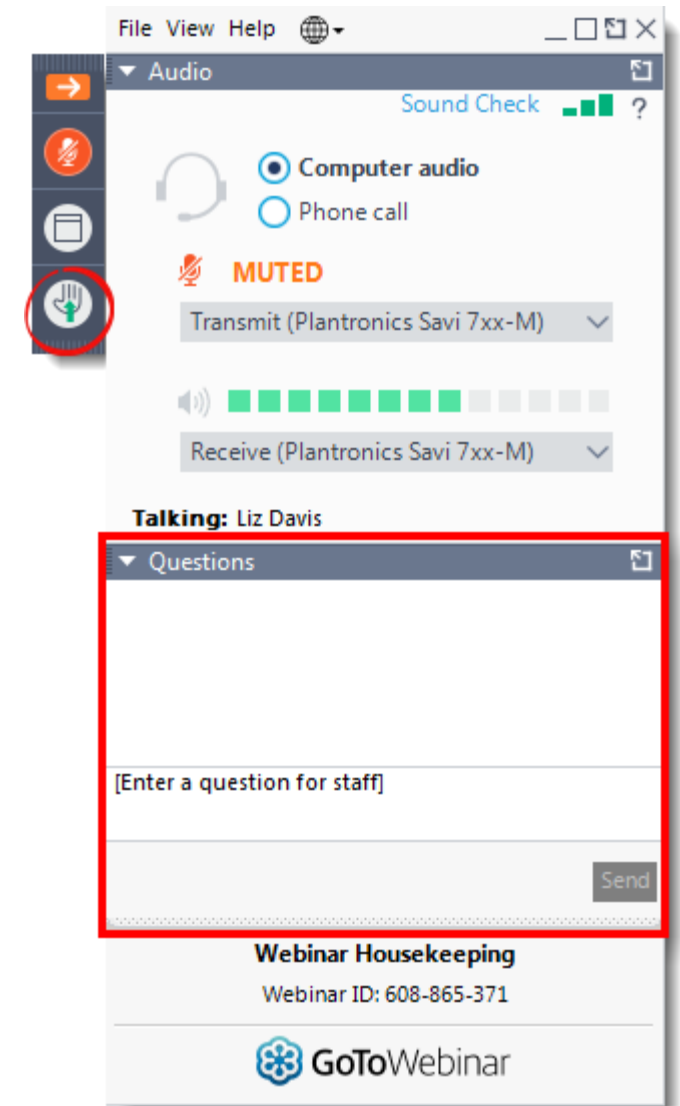 File View Help
Audio
Sound Check ?
Computer audio
Phone call
MUTED
Transmit (Plantronics Savi 7xx-M)
Receive (Plantronics Savi 7xx-M)
Talking: Liz Davis
Questions
[Enter a question for staff]
Send
Webinar Housekeeping
Webinar ID: 608-865-371
GoToWebinar